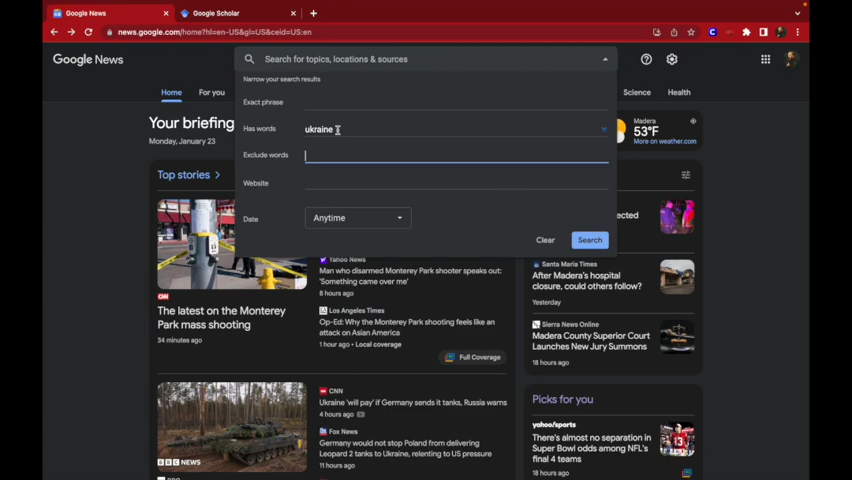 Google News
Google Scholar
news.google.com/home?hl=en-US&gl=US&ceid=US:en
Google News
Search for topics, locations & sources
Narrow your search results
Exact phrase
Has words
ukraine
Exclude words
Website
Date
Anytime
Clear
Search
Home
For you
Science
Health
Your briefing
Monday, January 23
Madera
53°F
More on weather.com
Top stories
CNN
The latest on the Monterey
Park mass shooting
34 minutes ago
Yahoo News
Man who disarmed Monterey Park shooter speaks out:
'Something came over me'
8 hours ago
Los Angeles Times
Op-Ed: Why the Monterey Park shooting feels like an
attack on Asian America
1 hour ago • Local coverage
Full Coverage
BBC NEWS
CNN
Ukraine 'will pay' if Germany sends it tanks, Russia warns
4 hours ago
Fox News
Germany would not stop Poland from delivering
Leopard 2 tanks to Ukraine, relenting to US pressure
11 hours ago
Santa Maria Times
After Madera's hospital
closure, could others follow?
Yesterday
Sierra News Online
Madera County Superior Court
Launches New Jury Summons
18 hours ago
Picks for you
yahoo/sports
There's almost no separation in
Super Bowl odds among NFL's
final 4 teams
18 hours ago